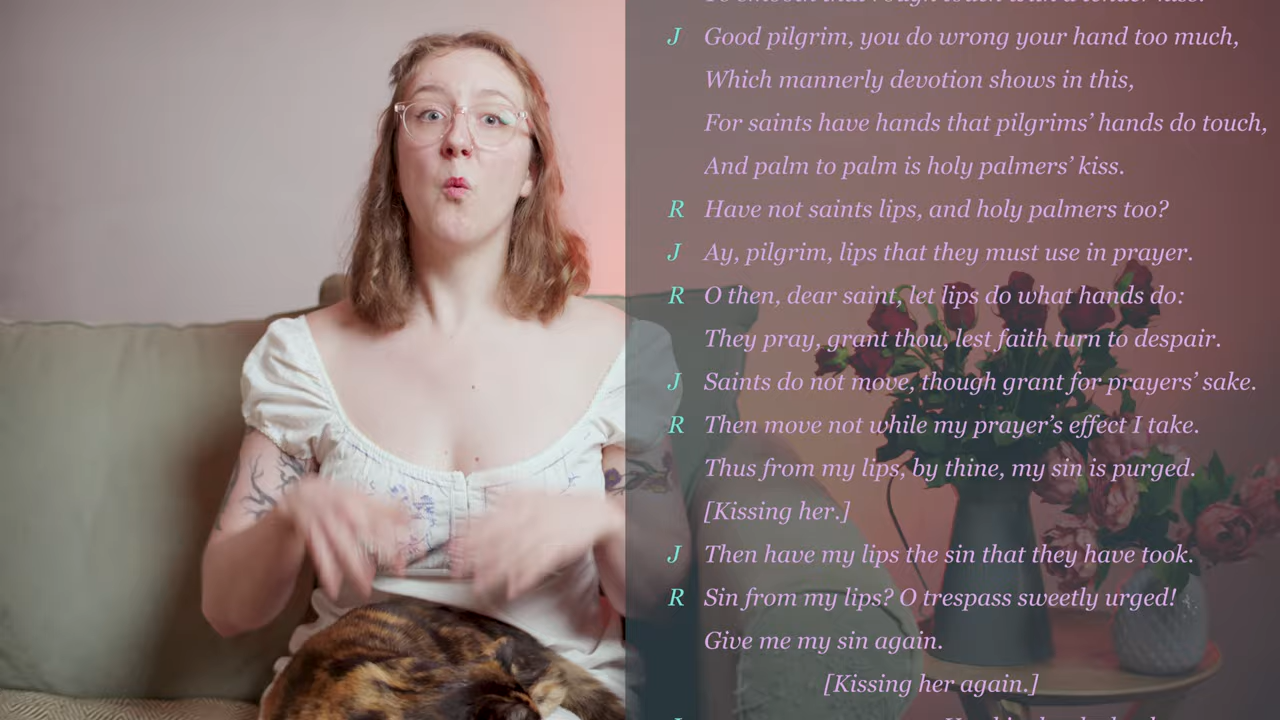 J Good pilgrim, you do wrong your hand too much,
Which mannerly devotion shows in this,
For saints have hands that pilgrims’ hands do touch,
And palm to palm is holy palmers’ kiss.
R Have not saints lips, and holy palmers too?
J Ay, pilgrim, lips that they must use in prayer.
R O then, dear saint, let lips do what hands do:
They pray, grant thou, lest faith turn to despair.
J Saints do not move, though grant for prayers’ sake.
R Then move not while my prayer’s effect I take.
Thus from my lips, by thine, my sin is purged.
[Kissing her.]
J Then have my lips the sin that they have took.
R Sin from my lips? O trespass sweetly urged!
Give me my sin again.
[Kissing her again.]